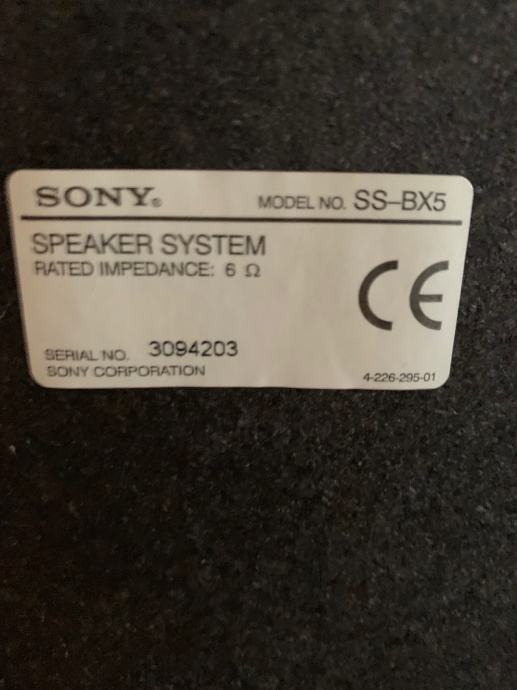 SONY®
MODEL NO. SS-BX5
SPEAKER SYSTEM
RATED IMPEDANCE: 6 Ω
CE
SERIAL NO. 3094203
SONY CORPORATION
4-226-295-01